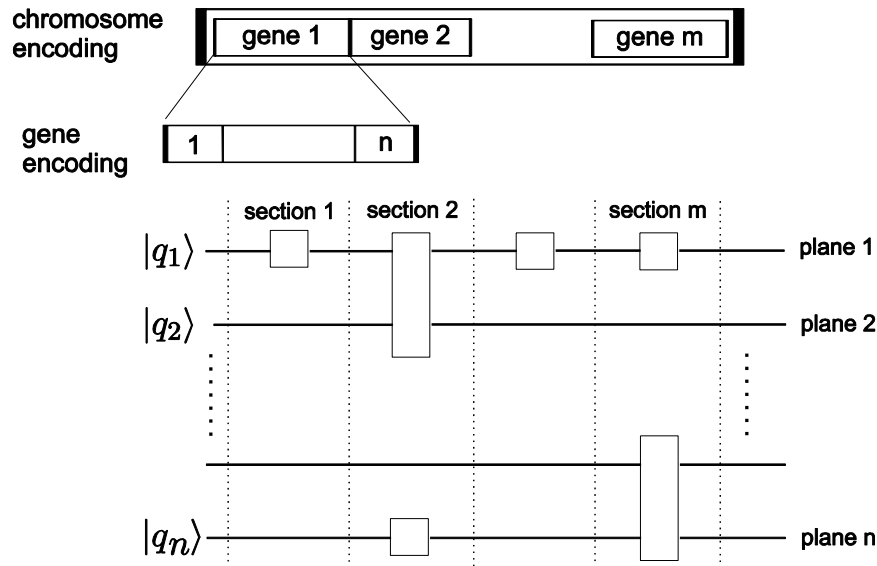 chromosome
encoding
gene 1 gene 2 gene m
gene
encoding
1 n
section 1 section 2 section m
|q₁⟩ plane 1
|q₂⟩ plane 2
|qₙ⟩ plane n